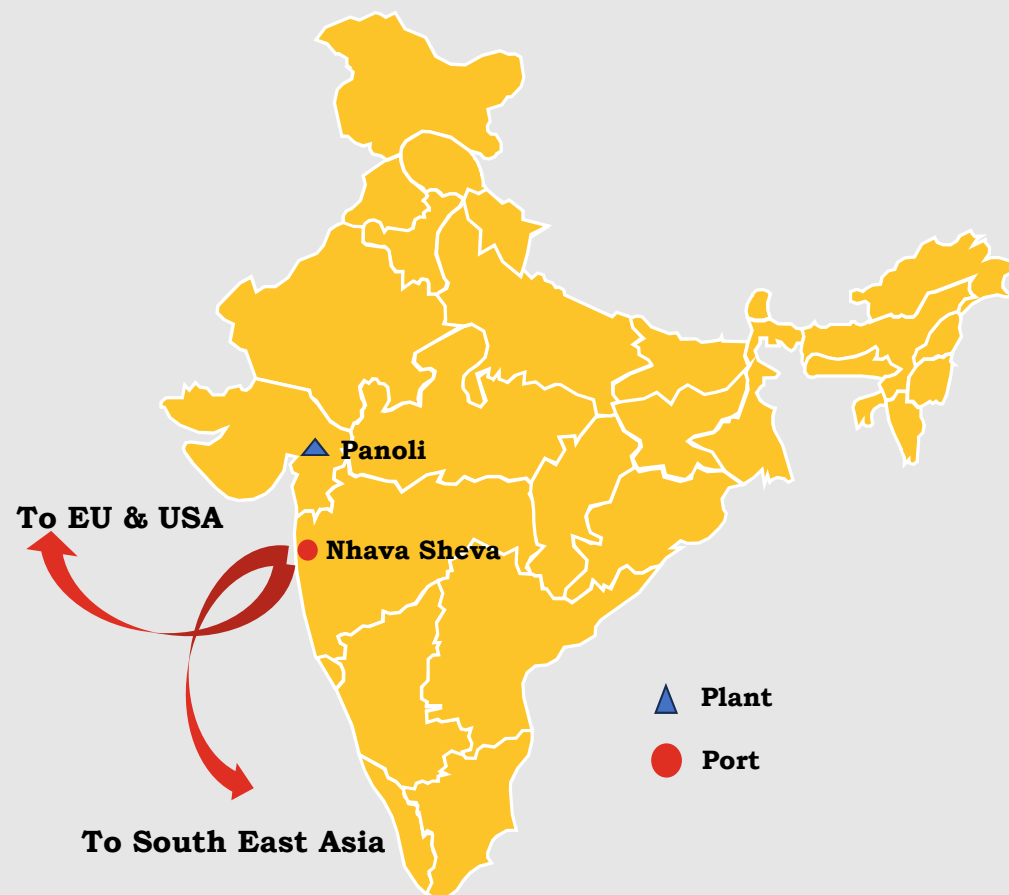 Panoli
To EU & USA
Nhava Sheva
Plant
Port
To South East Asia